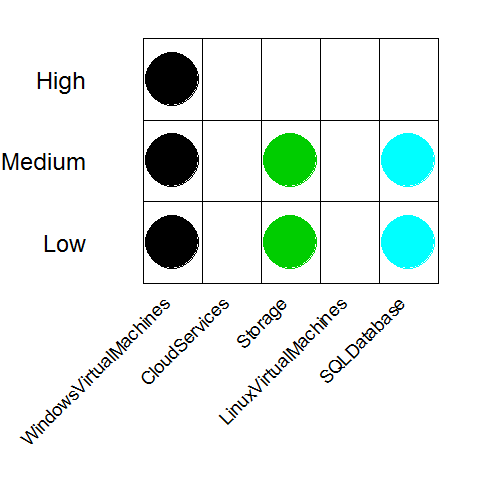 High
Medium
Low
WindowsVirtualMachines
CloudServices
Storage
LinuxVirtualMachines
SQLDatabase